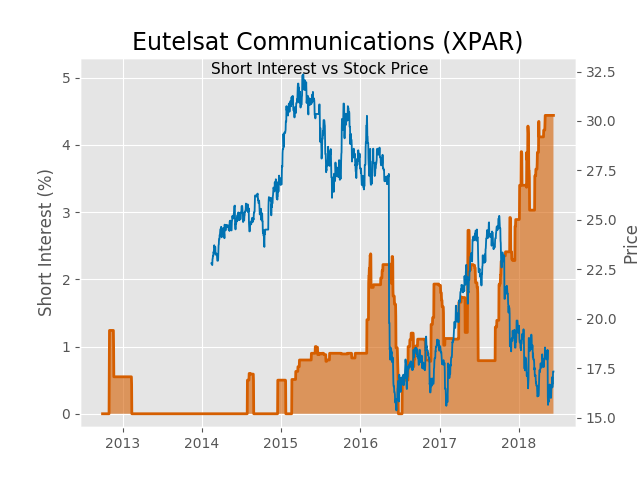 Eutelsat Communications (XPAR)
Short Interest vs Stock Price
Short Interest (%)
5
4
3
2
1
0
32.5
30.0
27.5
25.0
22.5
20.0
17.5
15.0
Price
2013 2014 2015 2016 2017 2018